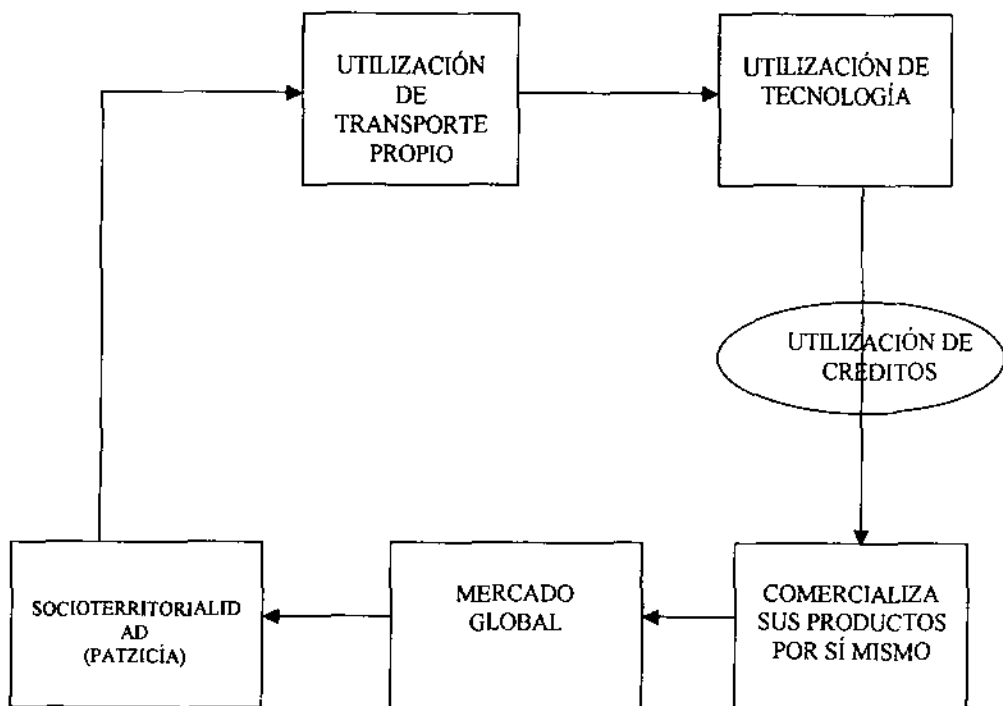 UTILIZACIÓN
DE
TRANSPORTE
PROPIO
UTILIZACIÓN DE
TECNOLOGÍA
UTILIZACIÓN DE
CREDITOS
SOCIOTERRITORIALID
AD
(PATZICÍA)
MERCADO
GLOBAL
COMERCIALIZA
SUS PRODUCTOS
POR SÍ MISMO